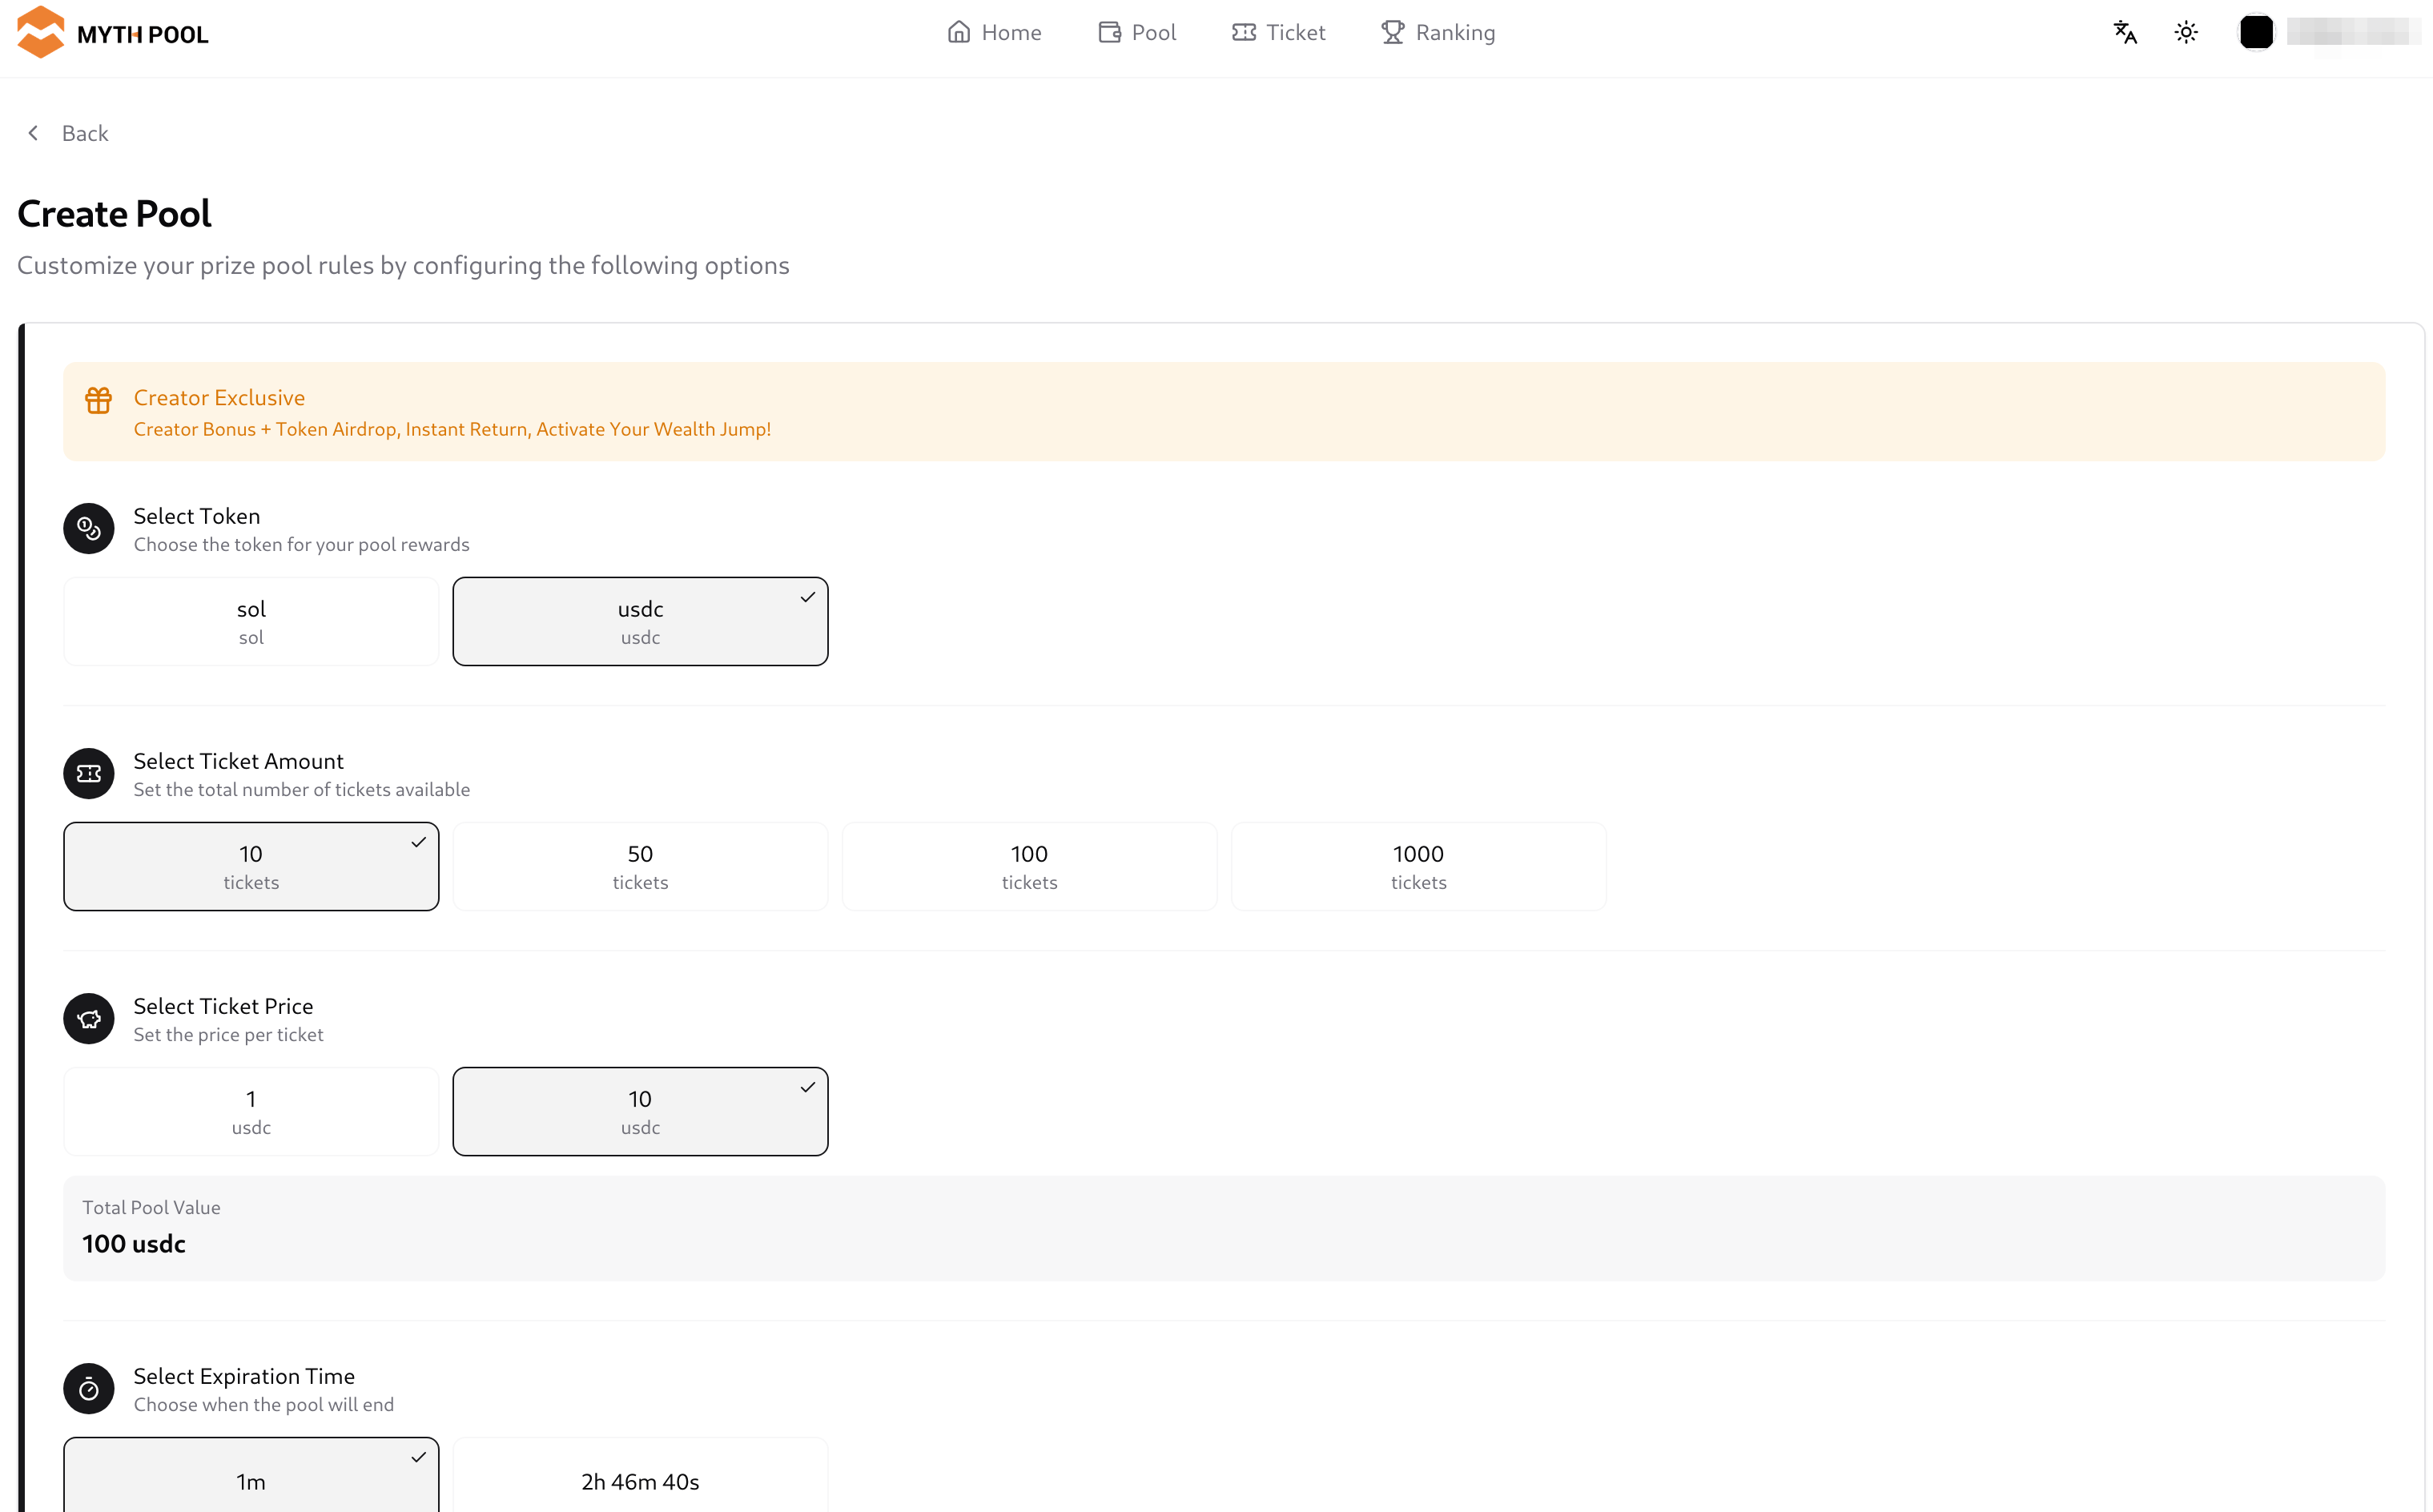 MYTH POOL
Home
Pool
Ticket
Ranking
Back
Create Pool
Customize your prize pool rules by configuring the following options
Creator Exclusive
Creator Bonus + Token Airdrop, Instant Return, Activate Your Wealth Jump!
Select Token
Choose the token for your pool rewards
sol
sol
usdc
usdc
Select Ticket Amount
Set the total number of tickets available
10
tickets
50
tickets
100
tickets
1000
tickets
Select Ticket Price
Set the price per ticket
1
usdc
10
usdc
Total Pool Value
100 usdc
Select Expiration Time
Choose when the pool will end
1m
2h 46m 40s